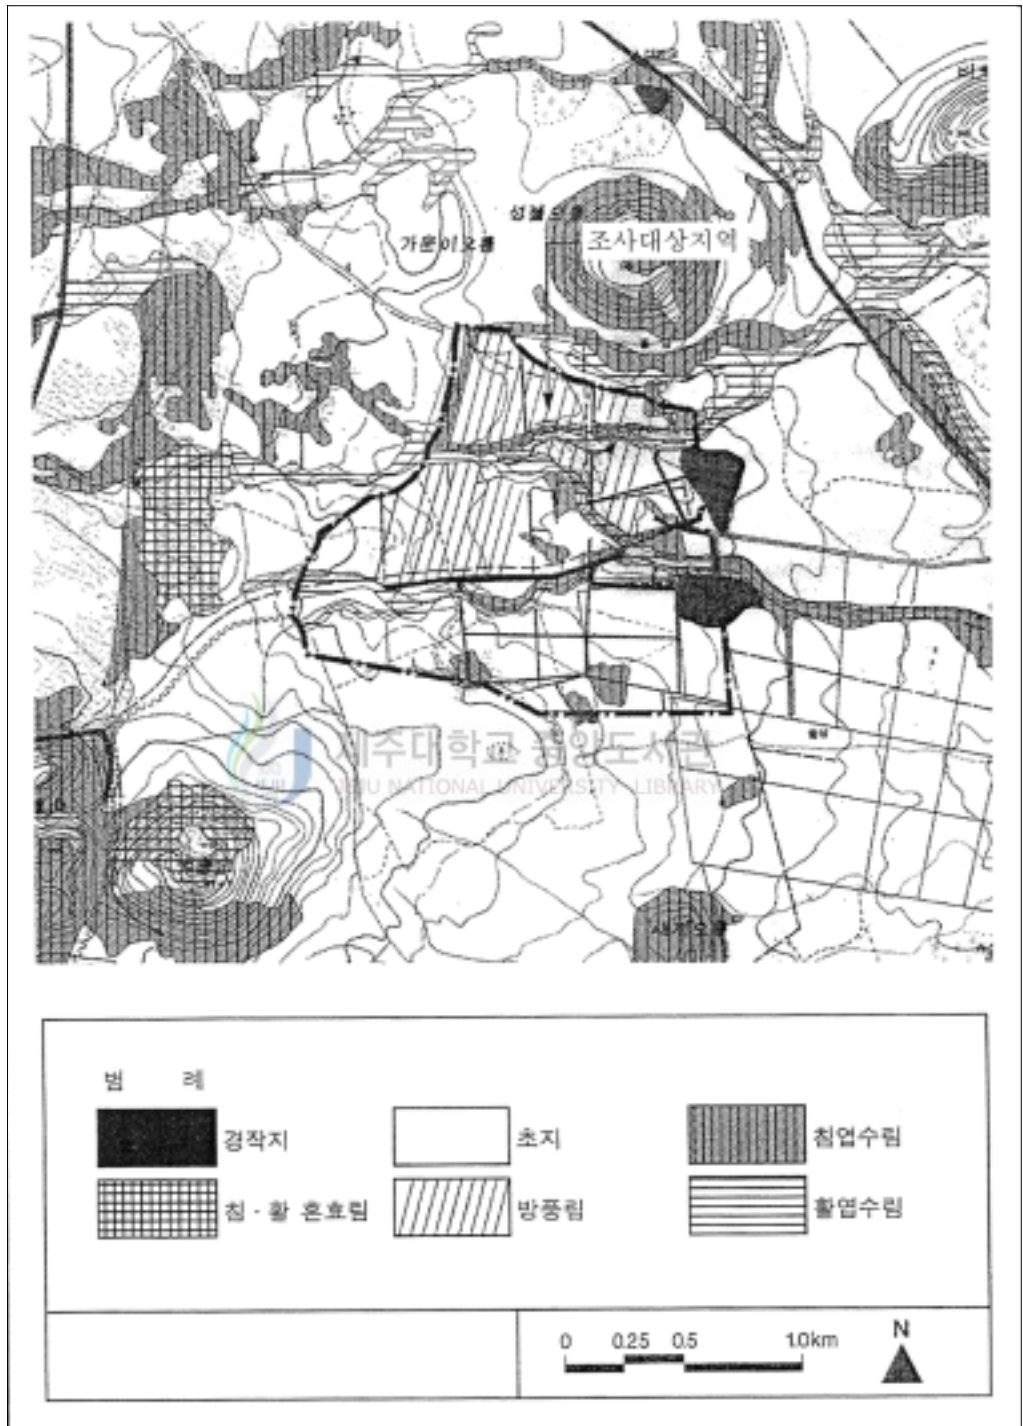 성불오름
조사대상지역
가운이오름
제주대학교 중앙도서관
JEJU NATIONAL UNIVERSITY LIBRARY
범 례
경작지
초지
침엽수림
침·활 혼효림
방풍림
활엽수림
0 0.25 0.5 1.0km
N